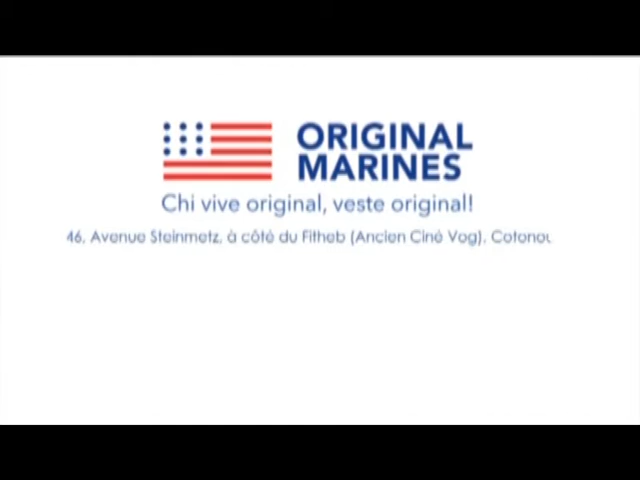 ORIGINAL
MARINES
Chi vive original, veste original!
46, Avenue Steinmetz, à côté du Fitheb (Ancien Ciné Vog), Cotonou